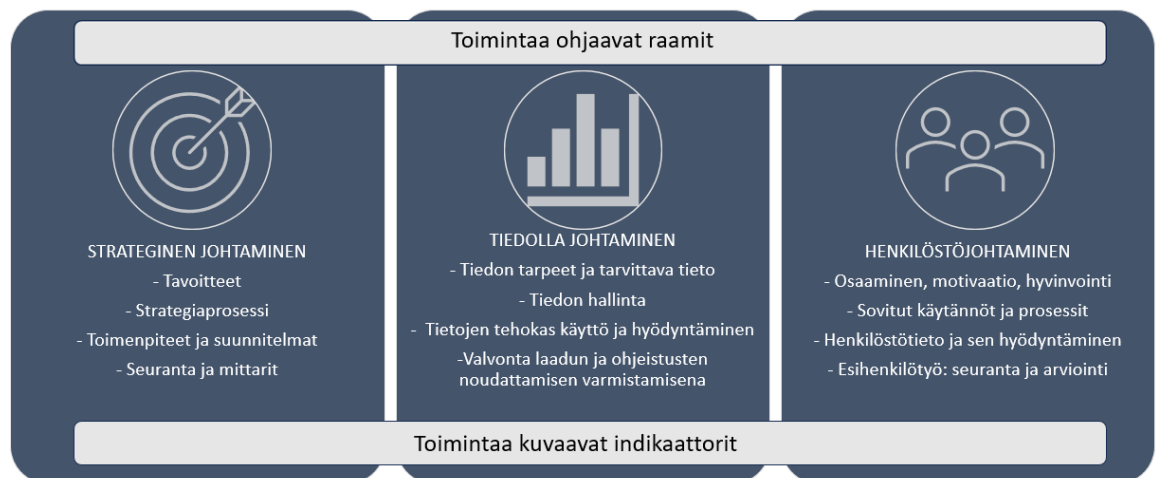 Toimintaa ohjaavat raamit
STRATEGINEN JOHTAMINEN
- Tavoitteet
- Strategiaprosessi
- Toimenpiteet ja suunnitelmat
- Seuranta ja mittarit
TIEDOLLA JOHTAMINEN
- Tiedon tarpeet ja tarvittava tieto
- Tiedon hallinta
- Tietojen tehokas käyttö ja hyödyntäminen
-Valvonta laadun ja ohjeistusten
noudattamisen varmistamisena
HENKILÖSTÖJOHTAMINEN
- Osaaminen, motivaatio, hyvinvointi
- Sovitut käytännöt ja prosessit
- Henkilöstötieto ja sen hyödyntäminen
- Esihenkilötyö: seuranta ja arviointi
Toimintaa kuvaavat indikaattorit